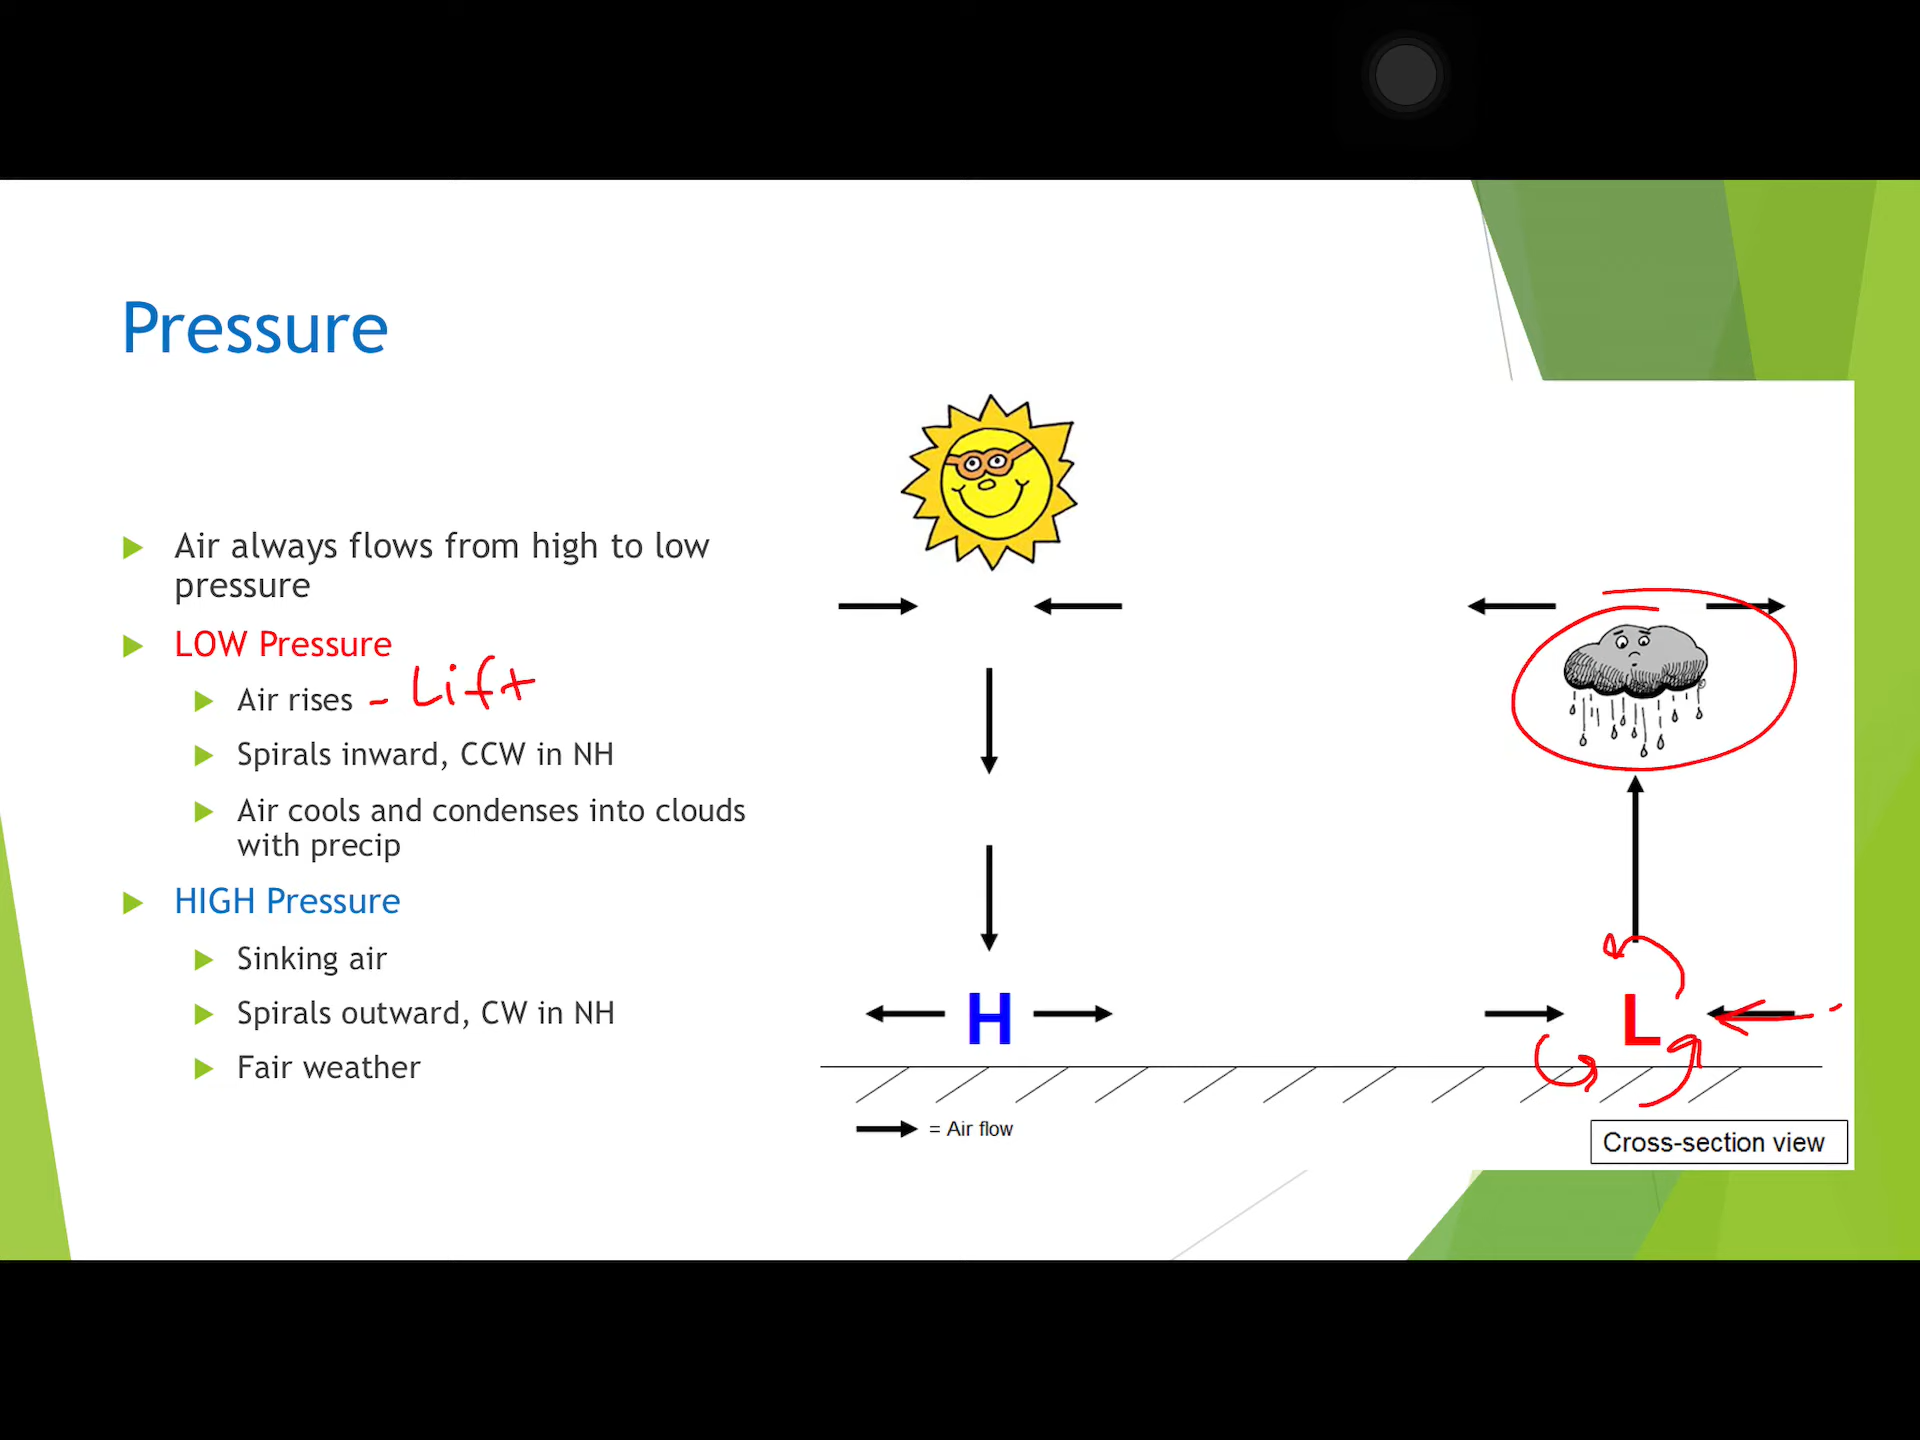 Pressure
Air always flows from high to low
pressure
LOW Pressure
Air rises - Lift
Spirals inward, CCW in NH
Air cools and condenses into clouds
with precip
HIGH Pressure
Sinking air
Spirals outward, CW in NH
Fair weather
H
L
= Air flow
Cross-section view